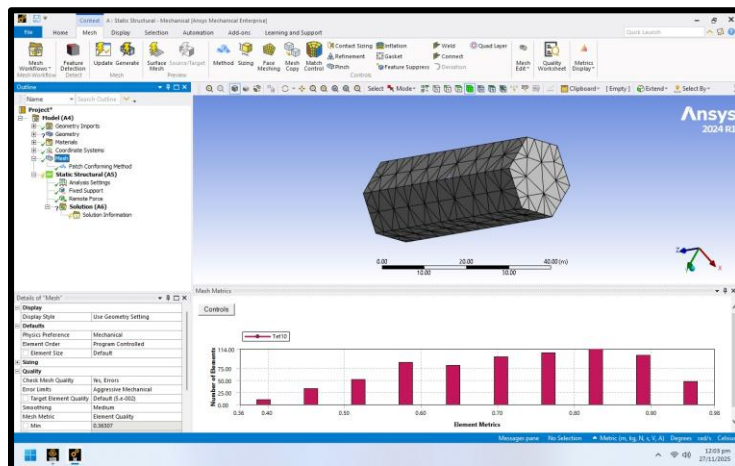 Context
A : Static Structural - Mechanical [Ansys Mechanical Enterprise]
File Home Mesh Display Selection Automation Add-ons Learning and Support
Quick Launch
Mesh Workflows
Feature Detection
Update Generate
Surface Mesh
Source/Target
Method Sizing
Face Meshing
Mesh Copy
Match Control
Contact Sizing
Refinement
Pinch
Inflation
Gasket
Feature Suppress
Weld
Connect
Deviation
Quad Layer
Mesh Edit
Quality Worksheet
Metrics Display
Mesh Workflow Detect Mesh Preview Controls
Outline
Name Search Outline
Select Mode Clipboard [Empty] Extend Select By
Project*
Model (A4)
Geometry Imports
Geometry
Materials
Coordinate Systems
Mesh
Patch Conforming Method
Static Structural (A5)
Analysis Settings
Fixed Support
Remote Force
Solution (A6)
Solution Information
Ansys
2024 R1
0.00 20.00 40.00 (m)
10.00 30.00
Z X
Details of "Mesh"
Display
Display Style Use Geometry Setting
Defaults
Physics Preference Mechanical
Element Order Program Controlled
Element Size Default
Sizing
Quality
Check Mesh Quality Yes, Errors
Error Limits Aggressive Mechanical
Target Element Quality Default (5.e-002)
Smoothing Medium
Mesh Metric Element Quality
Min 0.36307
Mesh Metrics
Controls
Tet10
Number of Elements
114.00
75.00
50.00
25.00
0.00
0.36 0.40 0.50 0.60 0.70 0.80 0.90 0.98
Element Metrics
Messages pane No Selection Metric (m, kg, N, s, V, A) Degrees rad/s Celsius
12:03 pm
27/11/2025